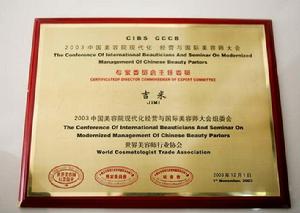 CIBS CCCB
2003中国美容院现代化 经营与国际美容师大会
The Conference Of International Beauticians And Seminar On
Modernized Management Of Chinese Beauty Parlors
专家委员会主任委员
CERTIFICATEOF DIRECTOR COMMISSIONER OF EXPERT COMMITTEE
吉米
JIMI
2003中国美容院现代化经营与国际美容师大会组委会
The Conference Of International Beauticians And Seminar On
Modernized Management Of Chinese Beauty Parlors
世界美容师行业协会
World Cosmetologist Trade Association
2003年12月1日
1st November, 2003